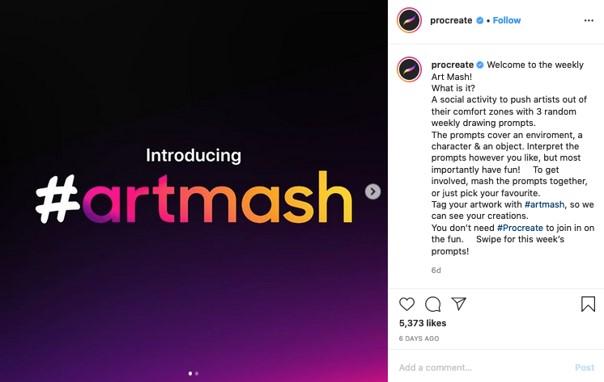 Introducing
#artmash
procreate • Follow
procreate Welcome to the weekly
Art Mash!
What is it?
A social activity to push artists out of
their comfort zones with 3 random
weekly drawing prompts.
The prompts cover an enviroment, a
character & an object. Interpret the
prompts however you like, but most
importantly have fun! To get
involved, mash the prompts together,
or just pick your favourite.
Tag your artwork with #artmash, so we
can see your creations.
You don't need #Procreate to join in on
the fun. Swipe for this week's
prompts!
6d
5,373 likes
6 DAYS AGO
Add a comment... Post